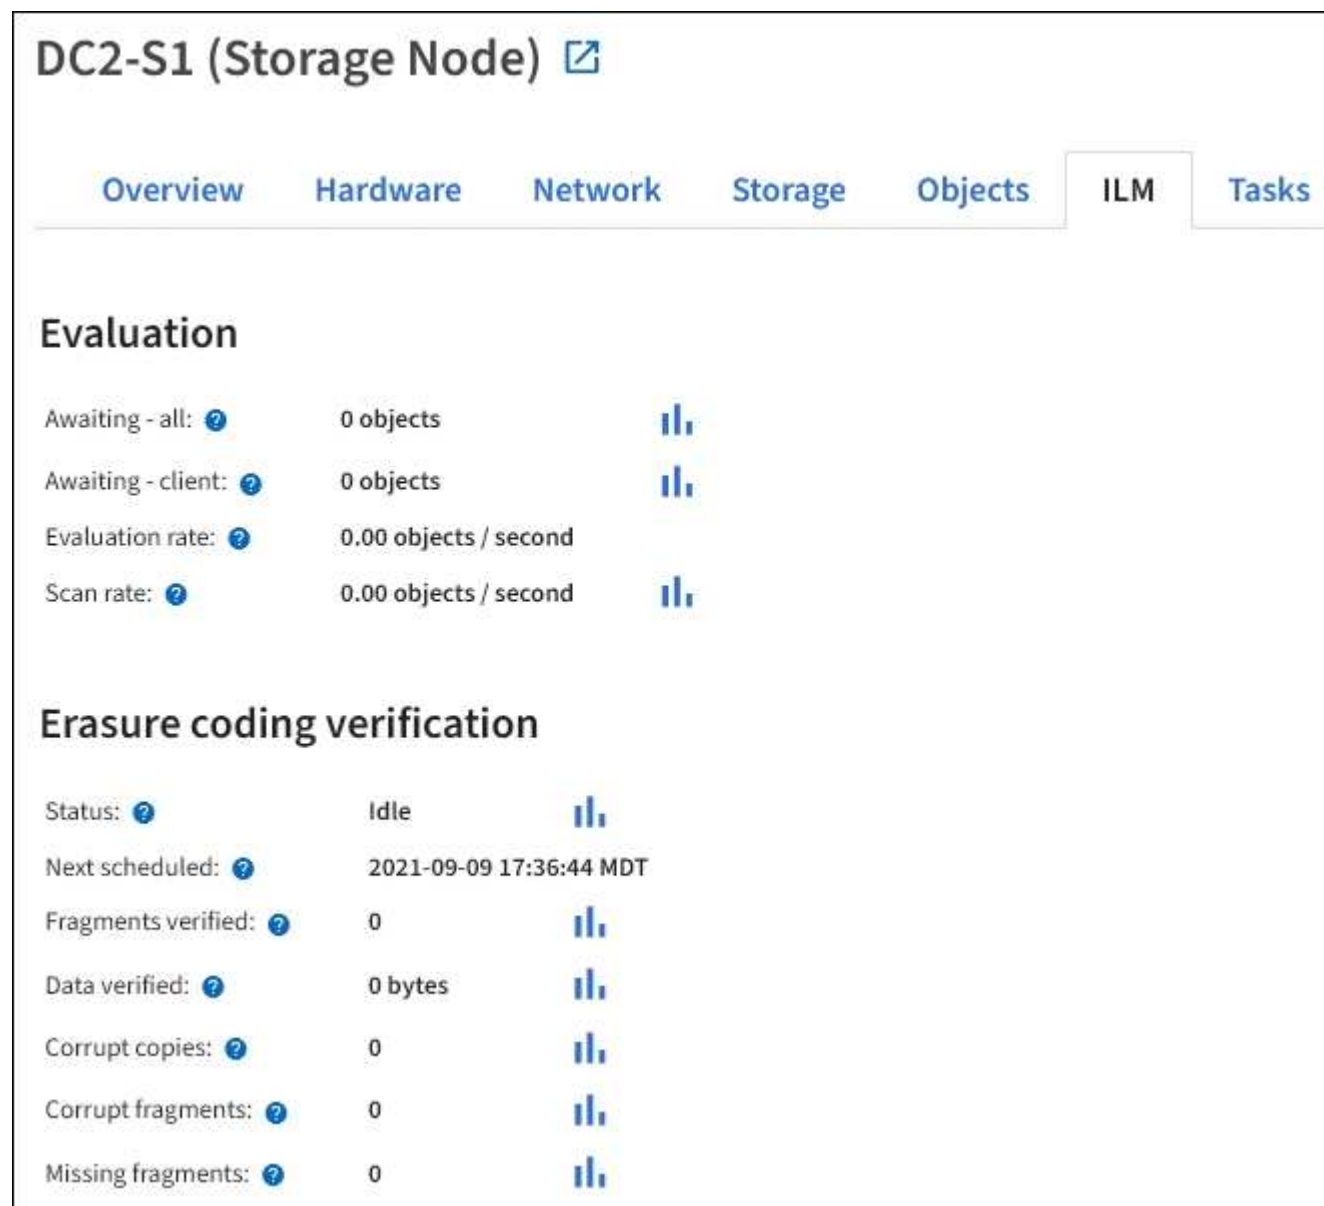 DC2-S1 (Storage Node)
Overview Hardware Network Storage Objects ILM Tasks
Evaluation
Awaiting - all: ? 0 objects
Awaiting - client: ? 0 objects
Evaluation rate: ? 0.00 objects / second
Scan rate: ? 0.00 objects / second
Erasure coding verification
Status: ? Idle
Next scheduled: ? 2021-09-09 17:36:44 MDT
Fragments verified: ? 0
Data verified: ? 0 bytes
Corrupt copies: ? 0
Corrupt fragments: ? 0
Missing fragments: ? 0